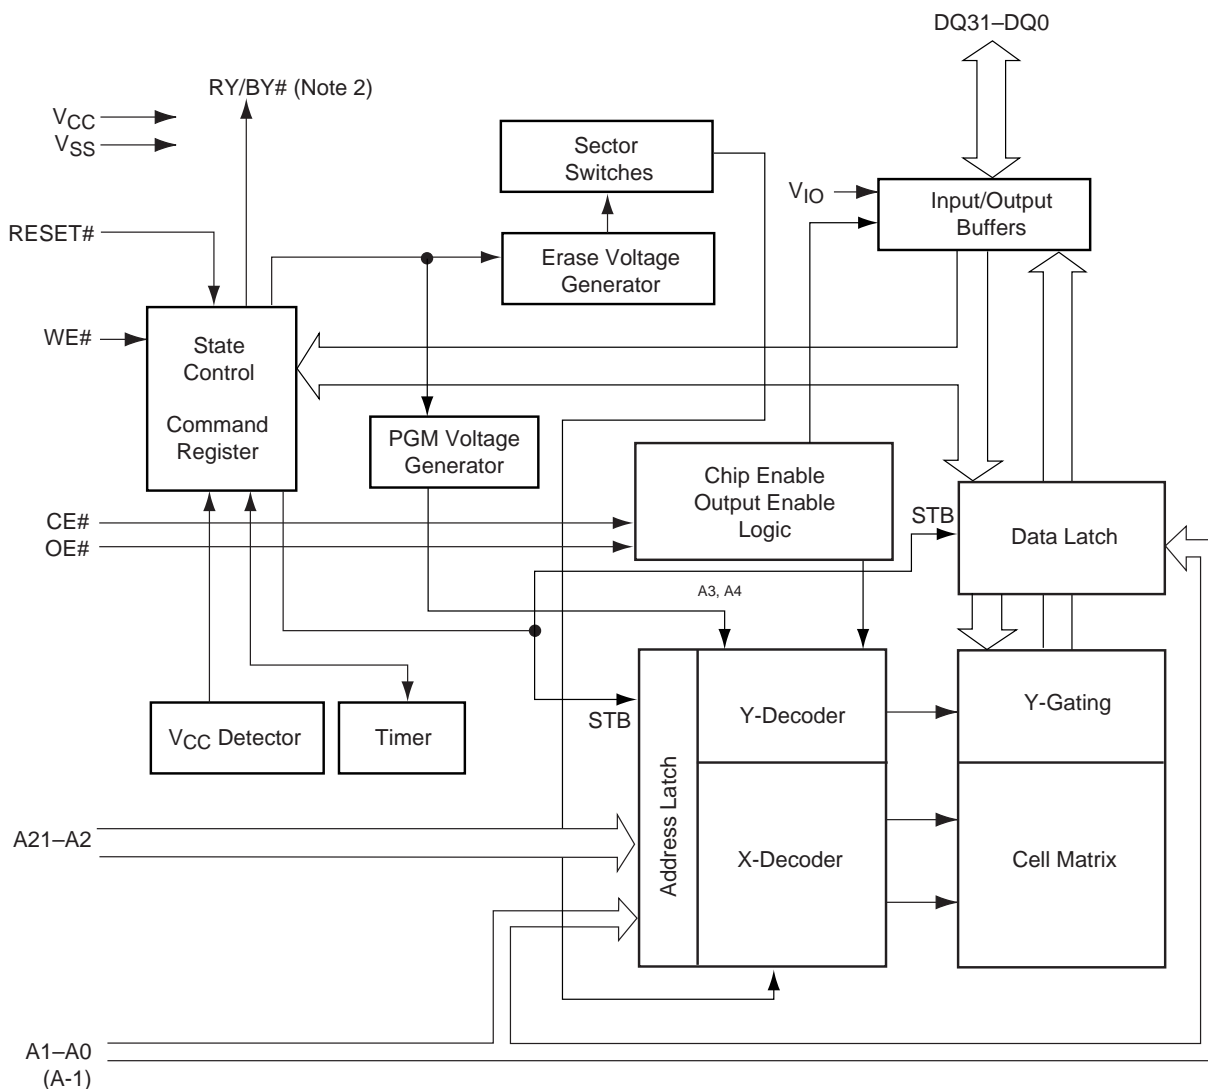 DQ31–DQ0
RY/BY# (Note 2)
VCC
VSS
Sector
Switches
VIO
Input/Output
Buffers
RESET#
Erase Voltage
Generator
WE#
State
Control
Command
Register
PGM Voltage
Generator
Chip Enable
Output Enable
Logic
CE#
OE#
STB
Data Latch
A3, A4
STB
Y-Decoder
Y-Gating
VCC Detector
Timer
Address Latch
A21–A2
X-Decoder
Cell Matrix
A1–A0
(A-1)